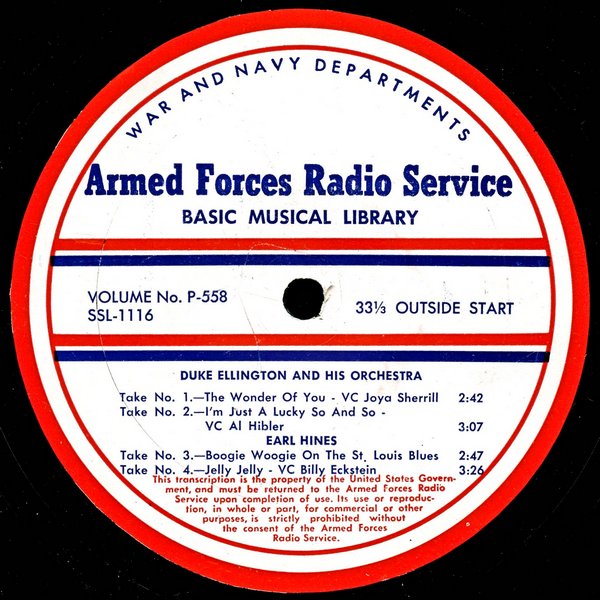 WAR AND NAVY DEPARTMENTS
Armed Forces Radio Service
BASIC MUSICAL LIBRARY
VOLUME No. P-558
SSL-1116
33⅓ OUTSIDE START
DUKE ELLINGTON AND HIS ORCHESTRA
Take No. 1.—The Wonder Of You - VC Joya Sherrill 2:42
Take No. 2.—I'm Just A Lucky So And So -
VC Al Hibler 3:07
EARL HINES
Take No. 3.—Boogie Woogie On The St. Louis Blues 2:47
Take No. 4.—Jelly Jelly - VC Billy Eckstein 3:26
This transcription is the property of the United States Govern-
ment, and must be returned to the Armed Forces Radio
Service upon completion of use. Its use or reproduc-
tion, in whole or part, for commercial or other
purposes, is strictly prohibited without
the consent of the Armed Forces
Radio Service.